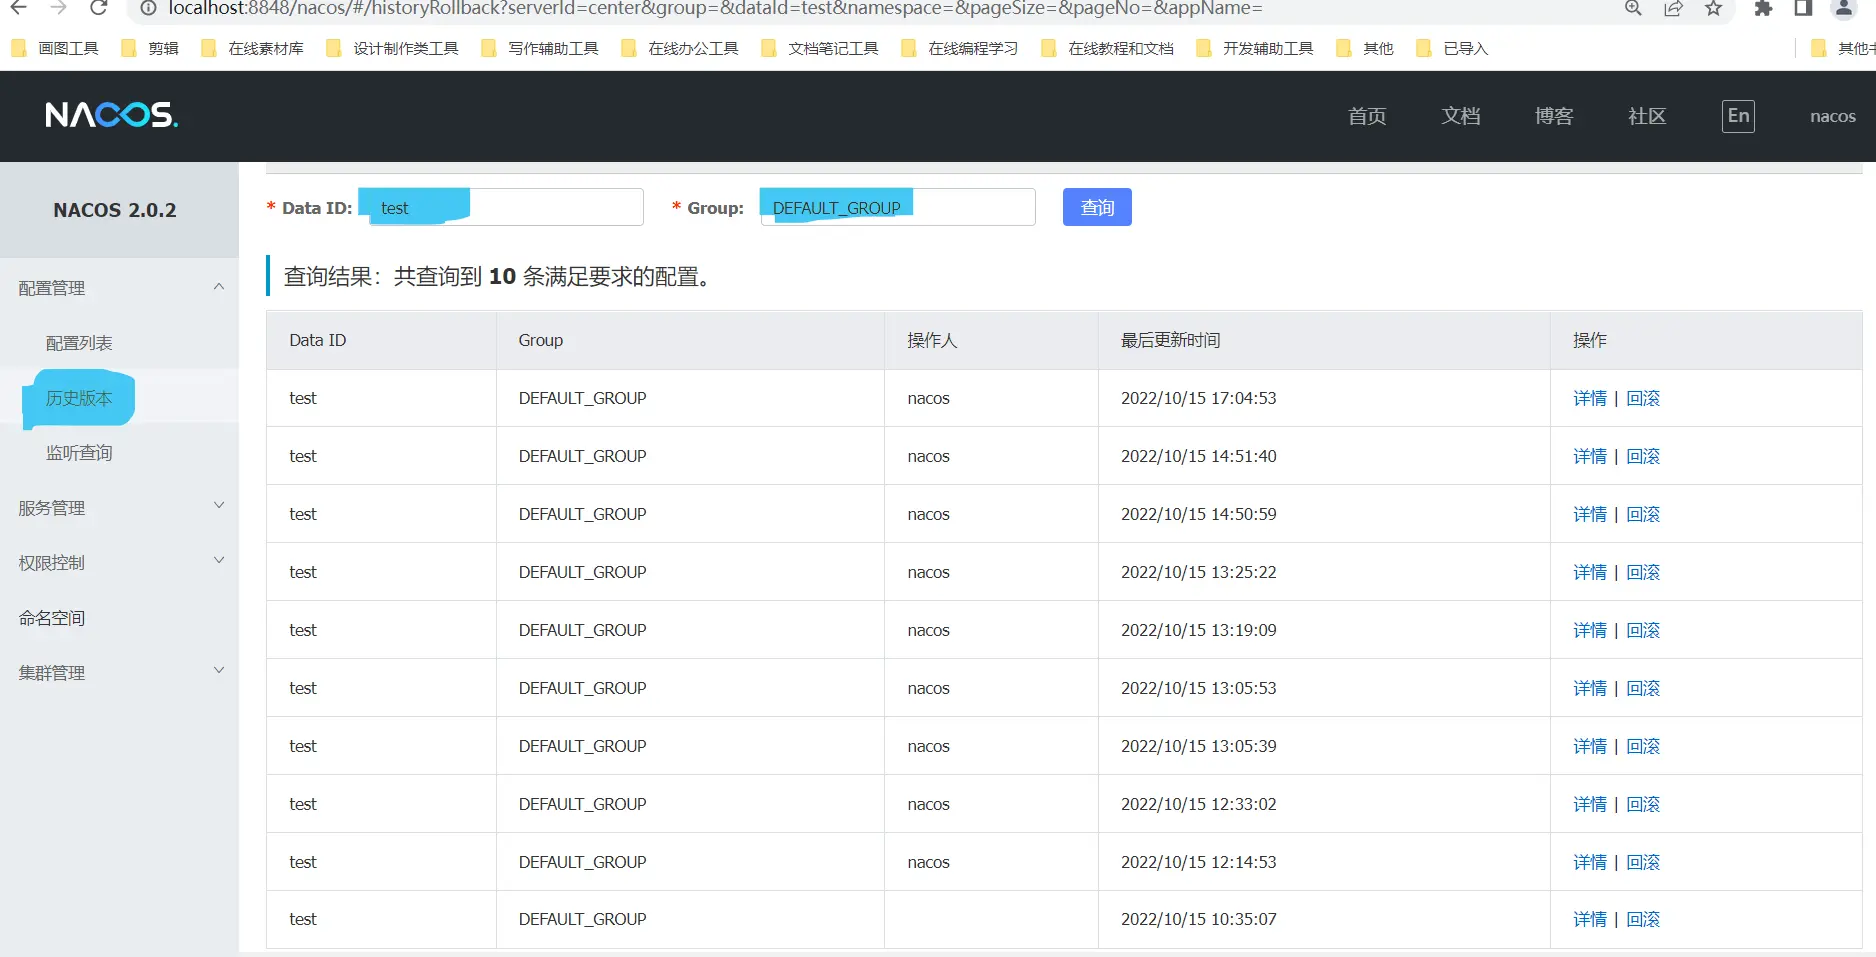 localhost:8848/nacos/#/historyRollback?serverId=center&group=&dataId=test&namespace=&pageSize=&pageNo=&appName=
画图工具 剪辑 在线素材库 设计制作类工具 写作辅助工具 在线办公工具 文档笔记工具 在线编程学习 在线教程和文档 开发辅助工具 其他 已导入
NACOS. 首页 文档 博客 社区 En nacos
NACOS 2.0.2
配置管理
配置列表
历史版本
监听查询
服务管理
权限控制
命名空间
集群管理
* Data ID: test * Group: DEFAULT_GROUP 查询
查询结果：共查询到 10 条满足要求的配置。
Data ID Group 操作人 最后更新时间 操作
test DEFAULT_GROUP nacos 2022/10/15 17:04:53 详情 | 回滚
test DEFAULT_GROUP nacos 2022/10/15 14:51:40 详情 | 回滚
test DEFAULT_GROUP nacos 2022/10/15 14:50:59 详情 | 回滚
test DEFAULT_GROUP nacos 2022/10/15 13:25:22 详情 | 回滚
test DEFAULT_GROUP nacos 2022/10/15 13:19:09 详情 | 回滚
test DEFAULT_GROUP nacos 2022/10/15 13:05:53 详情 | 回滚
test DEFAULT_GROUP nacos 2022/10/15 13:05:39 详情 | 回滚
test DEFAULT_GROUP nacos 2022/10/15 12:33:02 详情 | 回滚
test DEFAULT_GROUP nacos 2022/10/15 12:14:53 详情 | 回滚
test DEFAULT_GROUP 2022/10/15 10:35:07 详情 | 回滚